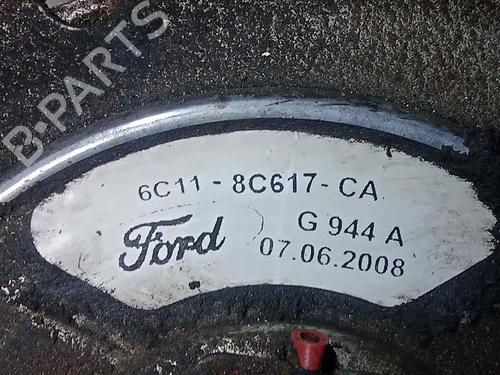 B-PARTS
6C11 - 8C617- CA
G 944 A
Ford
07.06.2008